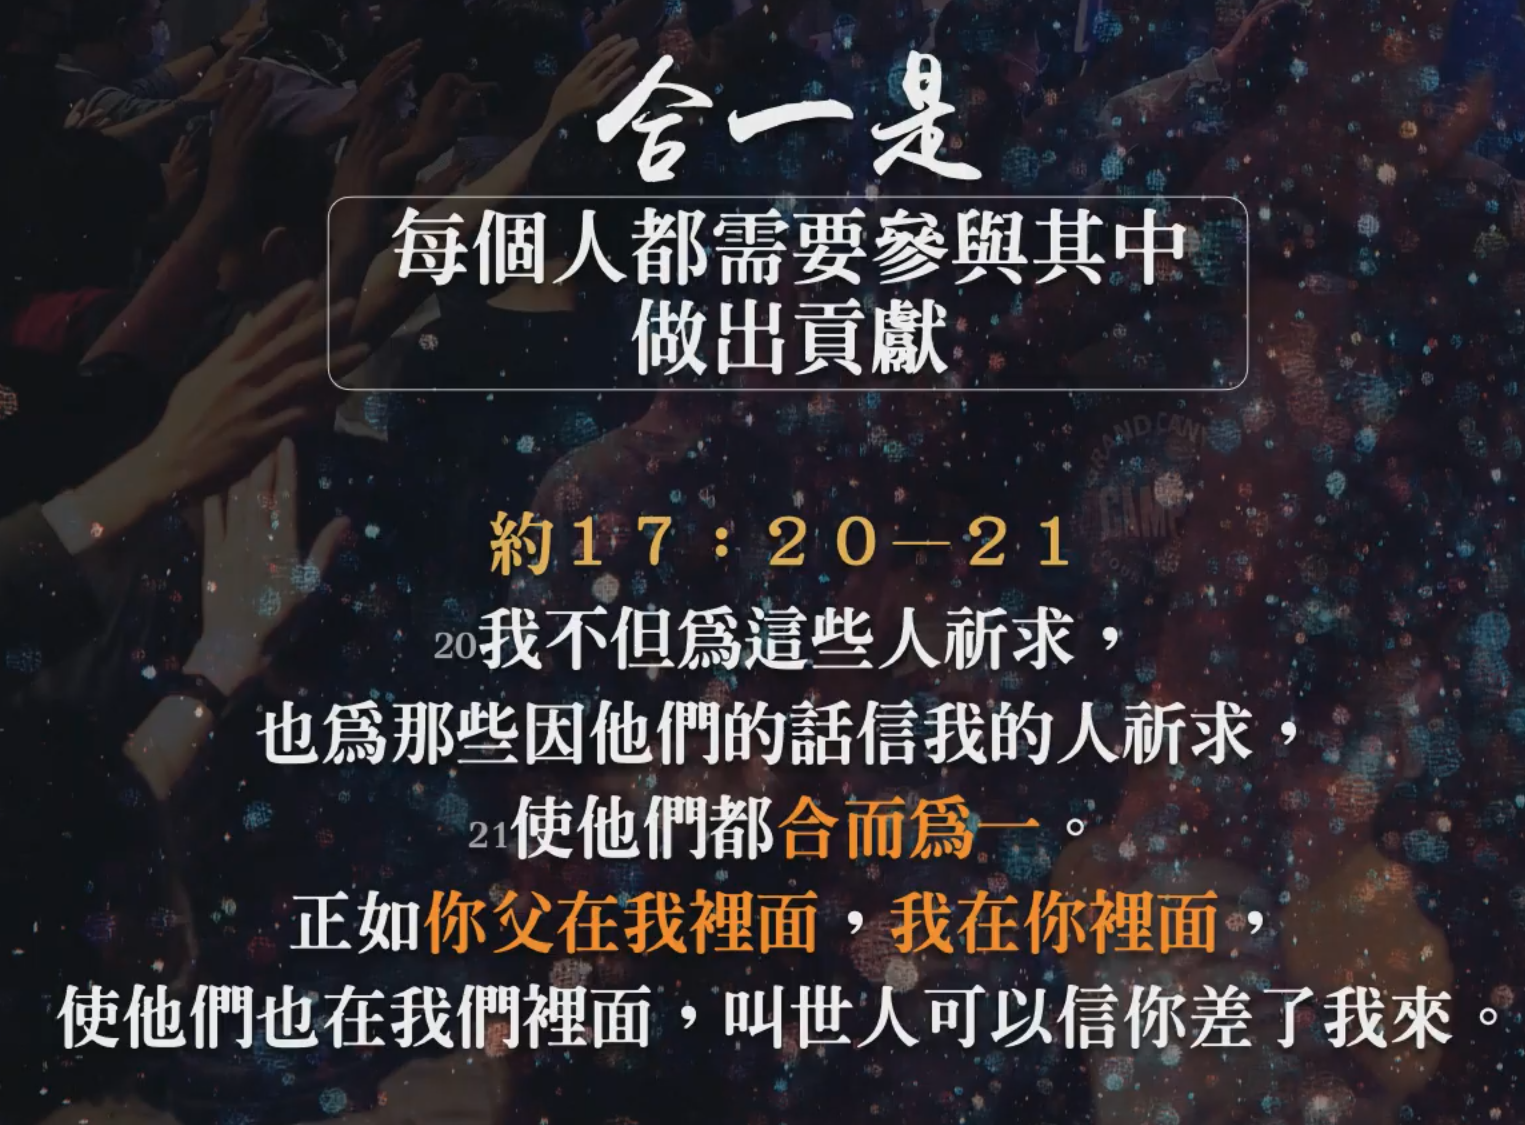 合一是
每個人都需要參與其中
做出貢獻
約17：20—21
20我不但爲這些人祈求，
也爲那些因他們的話信我的人祈求，
21使他們都合而爲一。
正如你父在我裡面，我在你裡面，
使他們也在我們裡面，叫世人可以信你差了我來。